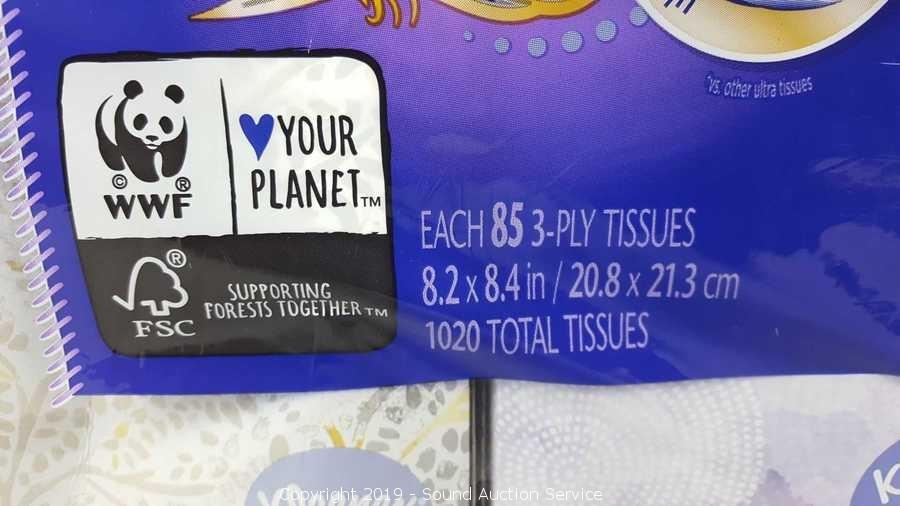 *vs. other ultra tissues
♥YOUR
PLANET™
©
®
WWF
®
FSC
SUPPORTING
FORESTS TOGETHER™
EACH 85 3-PLY TISSUES
8.2 x 8.4 in / 20.8 x 21.3 cm
1020 TOTAL TISSUES
Copyright 2019 - Sound Auction Service